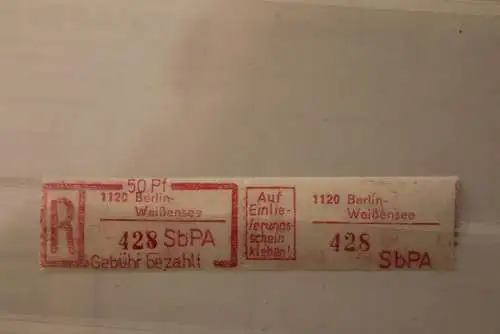 50 Pf
R
1120 Berlin-
Weißensee
428 SbPA
Gebühr bezahlt
Auf
Einlie-
ferungs-
schein
kleben!
1120 Berlin-
Weißensee
428
SbPA